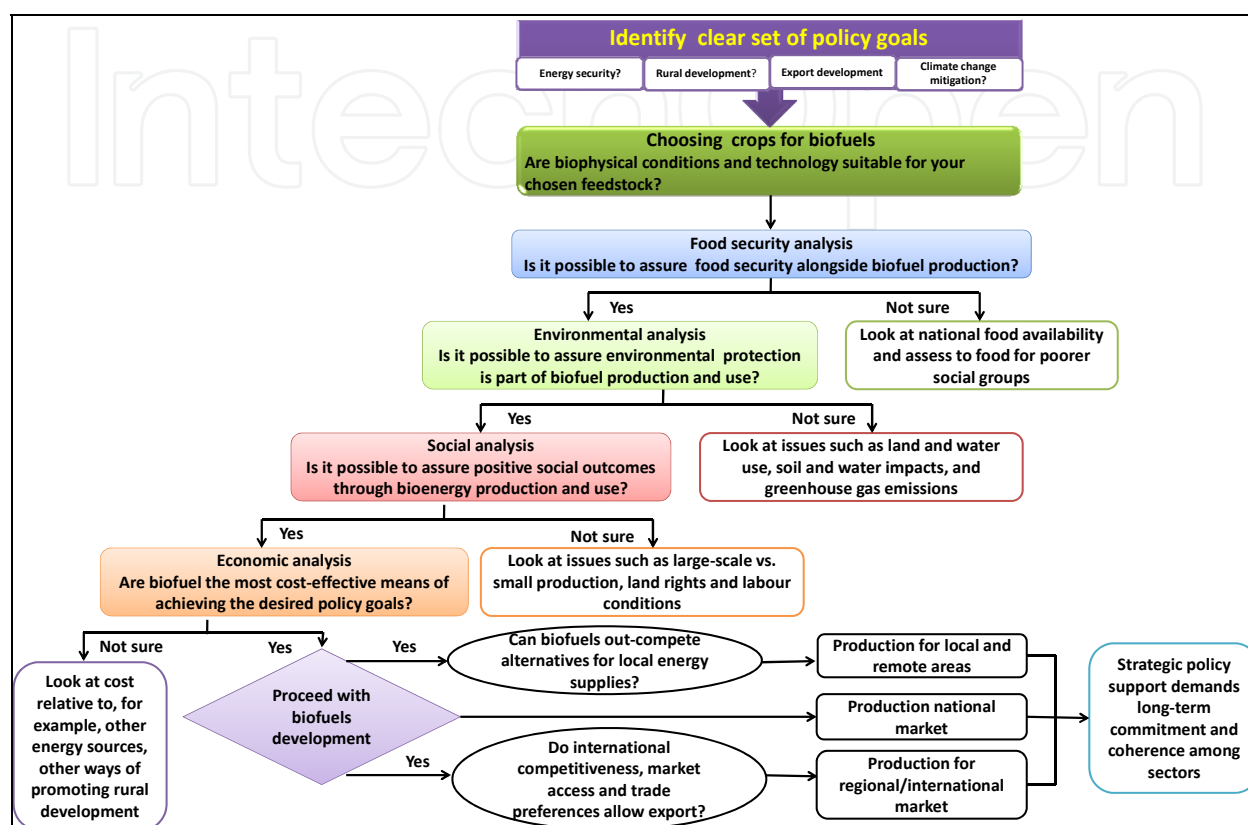 IntechOpen
Identify clear set of policy goals
Energy security?
Rural development?
Export development
Climate change
mitigation?
Choosing crops for biofuels
Are biophysical conditions and technology suitable for your
chosen feedstock?
Food security analysis
Is it possible to assure food security alongside biofuel production?
Yes
Not sure
Environmental analysis
Is it possible to assure environmental protection
is part of biofuel production and use?
Look at national food availability
and assess to food for poorer
social groups
Yes
Not sure
Social analysis
Is it possible to assure positive social outcomes
through bioenergy production and use?
Look at issues such as land and water
use, soil and water impacts, and
greenhouse gas emissions
Yes
Not sure
Economic analysis
Are biofuel the most cost-effective means of
achieving the desired policy goals?
Look at issues such as large-scale vs.
small production, land rights and labour
conditions
Not sure
Yes
Look at cost
relative to, for
example, other
energy sources,
other ways of
promoting rural
development
Proceed with
biofuels
development
Yes
Can biofuels out-compete
alternatives for local energy
supplies?
Production for local and
remote areas
Production national
market
Yes
Do international
competitiveness, market
access and trade
preferences allow export?
Production for
regional/international
market
Strategic policy
support demands
long-term
commitment and
coherence among
sectors